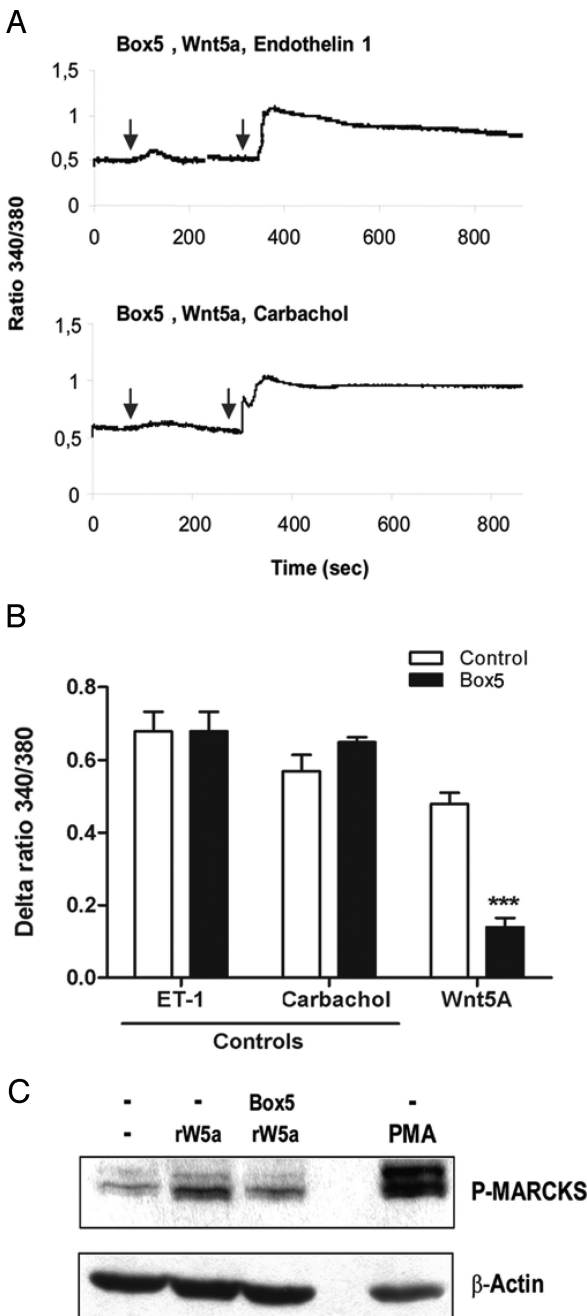 A
Box5 , Wnt5a, Endothelin 1
1,5
1
0,5
0
0 200 400 600 800
Ratio 340/380
Box5 , Wnt5a, Carbachol
1,5
1
0,5
0
0 200 400 600 800
Time (sec)
B
Control
Box5
0.8
0.6
0.4
0.2
0.0
Delta ratio 340/380
***
ET-1 Carbachol Wnt5A
Controls
C
- - Box5 -
- rW5a rW5a PMA
P-MARCKS
β-Actin